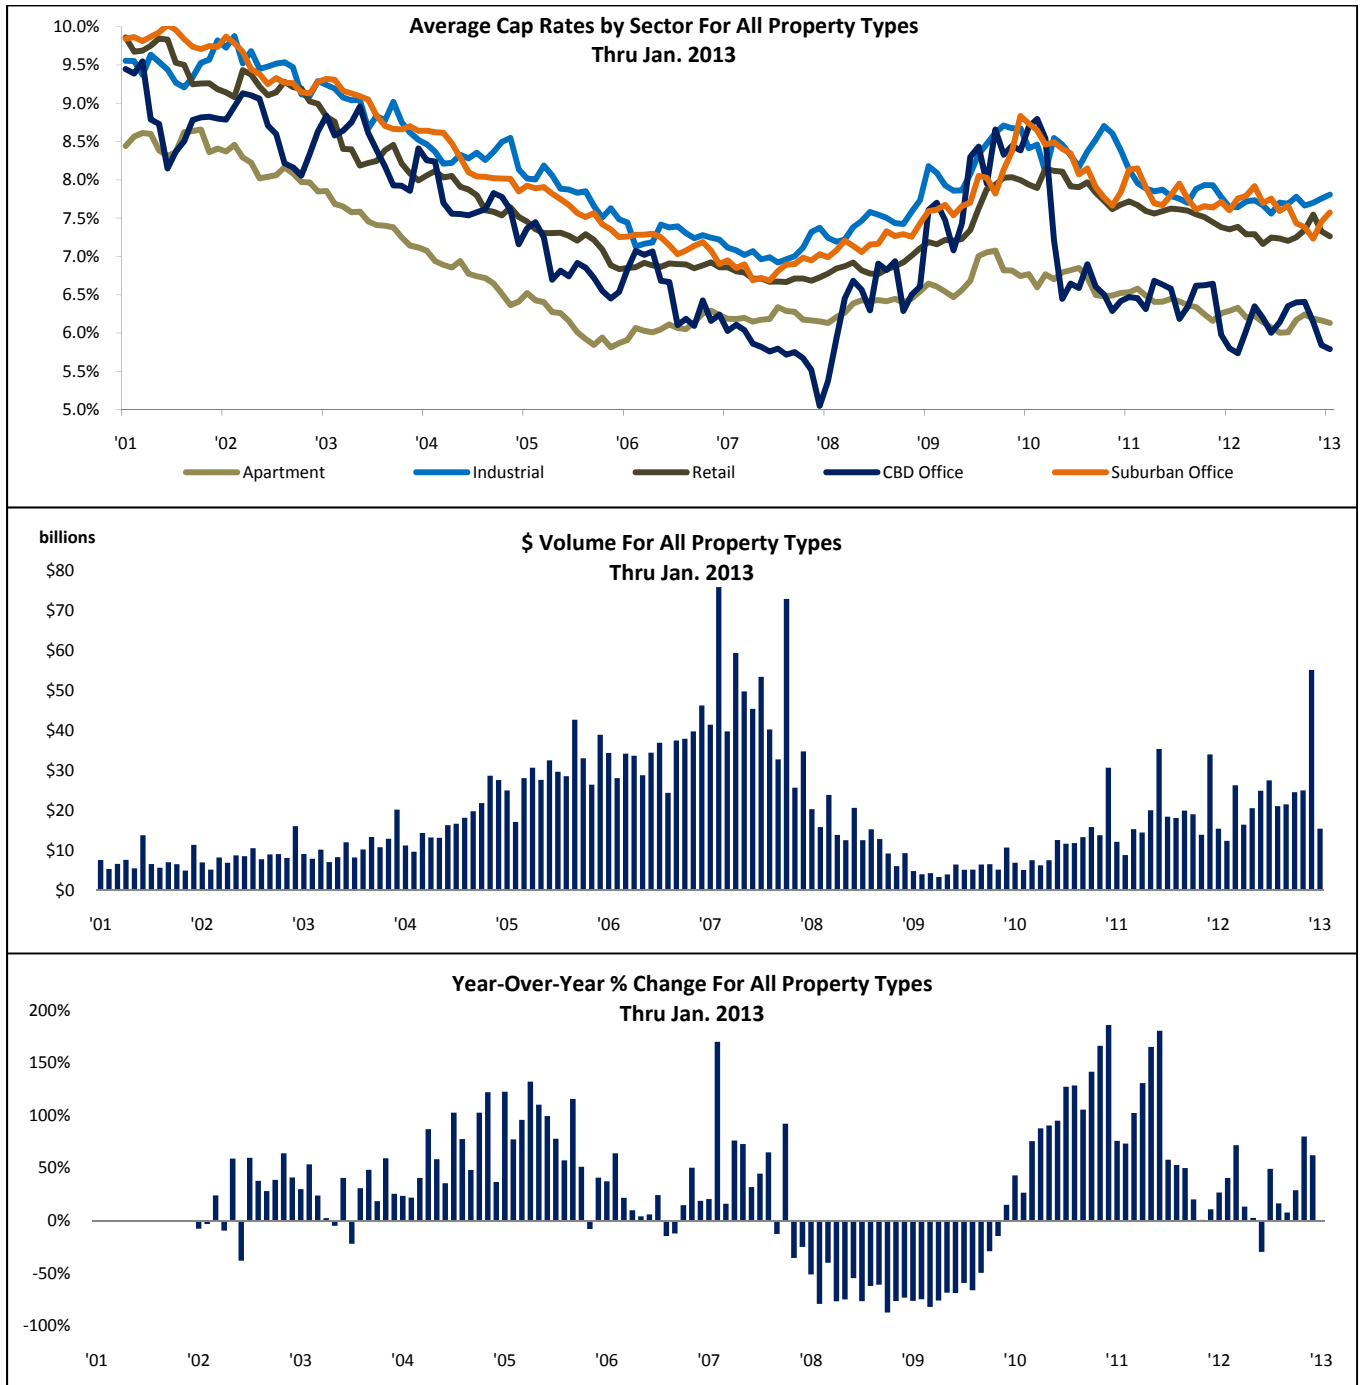 Average Cap Rates by Sector For All Property Types
Thru Jan. 2013
10.0%
9.5%
9.0%
8.5%
8.0%
7.5%
7.0%
6.5%
6.0%
5.5%
5.0%
'01 '02 '03 '04 '05 '06 '07 '08 '09 '10 '11 '12 '13
Apartment Industrial Retail CBD Office Suburban Office
billions
$ Volume For All Property Types
Thru Jan. 2013
$80
$70
$60
$50
$40
$30
$20
$10
$0
'01 '02 '03 '04 '05 '06 '07 '08 '09 '10 '11 '12 '13
Year-Over-Year % Change For All Property Types
Thru Jan. 2013
200%
150%
100%
50%
0%
-50%
-100%
'01 '02 '03 '04 '05 '06 '07 '08 '09 '10 '11 '12 '13